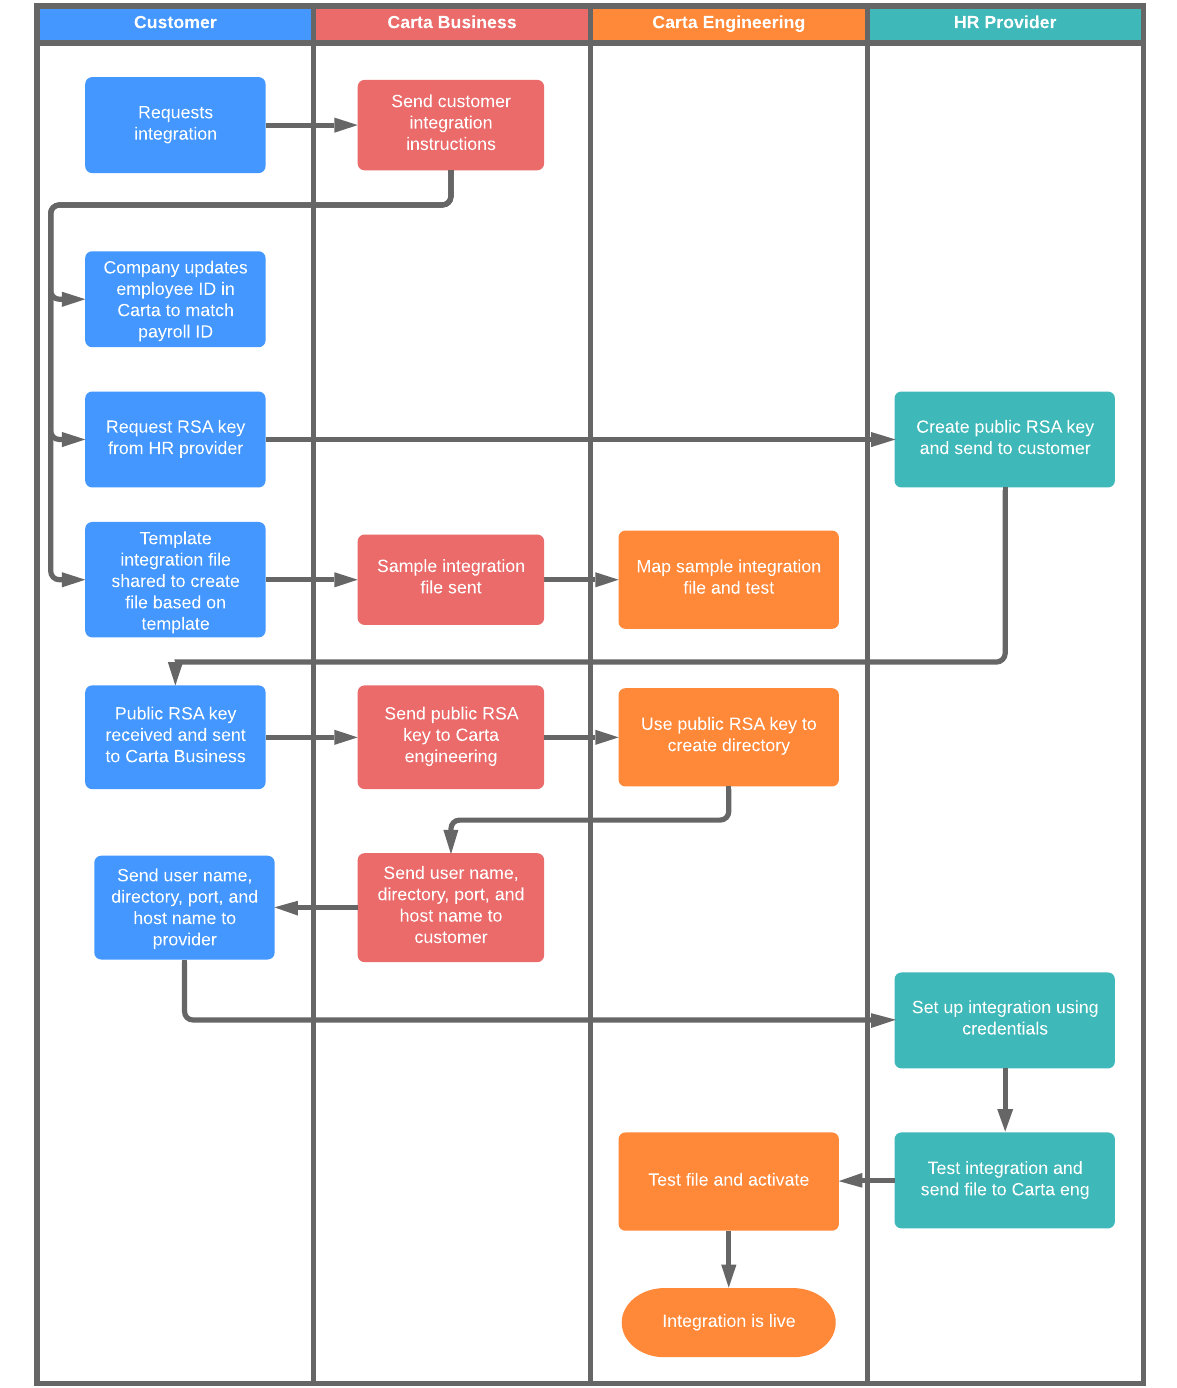 Customer
Carta Business
Carta Engineering
HR Provider
Requests
integration
Send customer
integration
instructions
Company updates
employee ID in
Carta to match
payroll ID
Request RSA key
from HR provider
Create public RSA key
and send to customer
Template
integration file
shared to create
file based on
template
Sample integration
file sent
Map sample integration
file and test
Public RSA key
received and sent
to Carta Business
Send public RSA
key to Carta
engineering
Use public RSA key to
create directory
Send user name,
directory, port, and
host name to
customer
Send user name,
directory, port, and
host name to
provider
Set up integration using
credentials
Test integration and
send file to Carta eng
Test file and activate
Integration is live